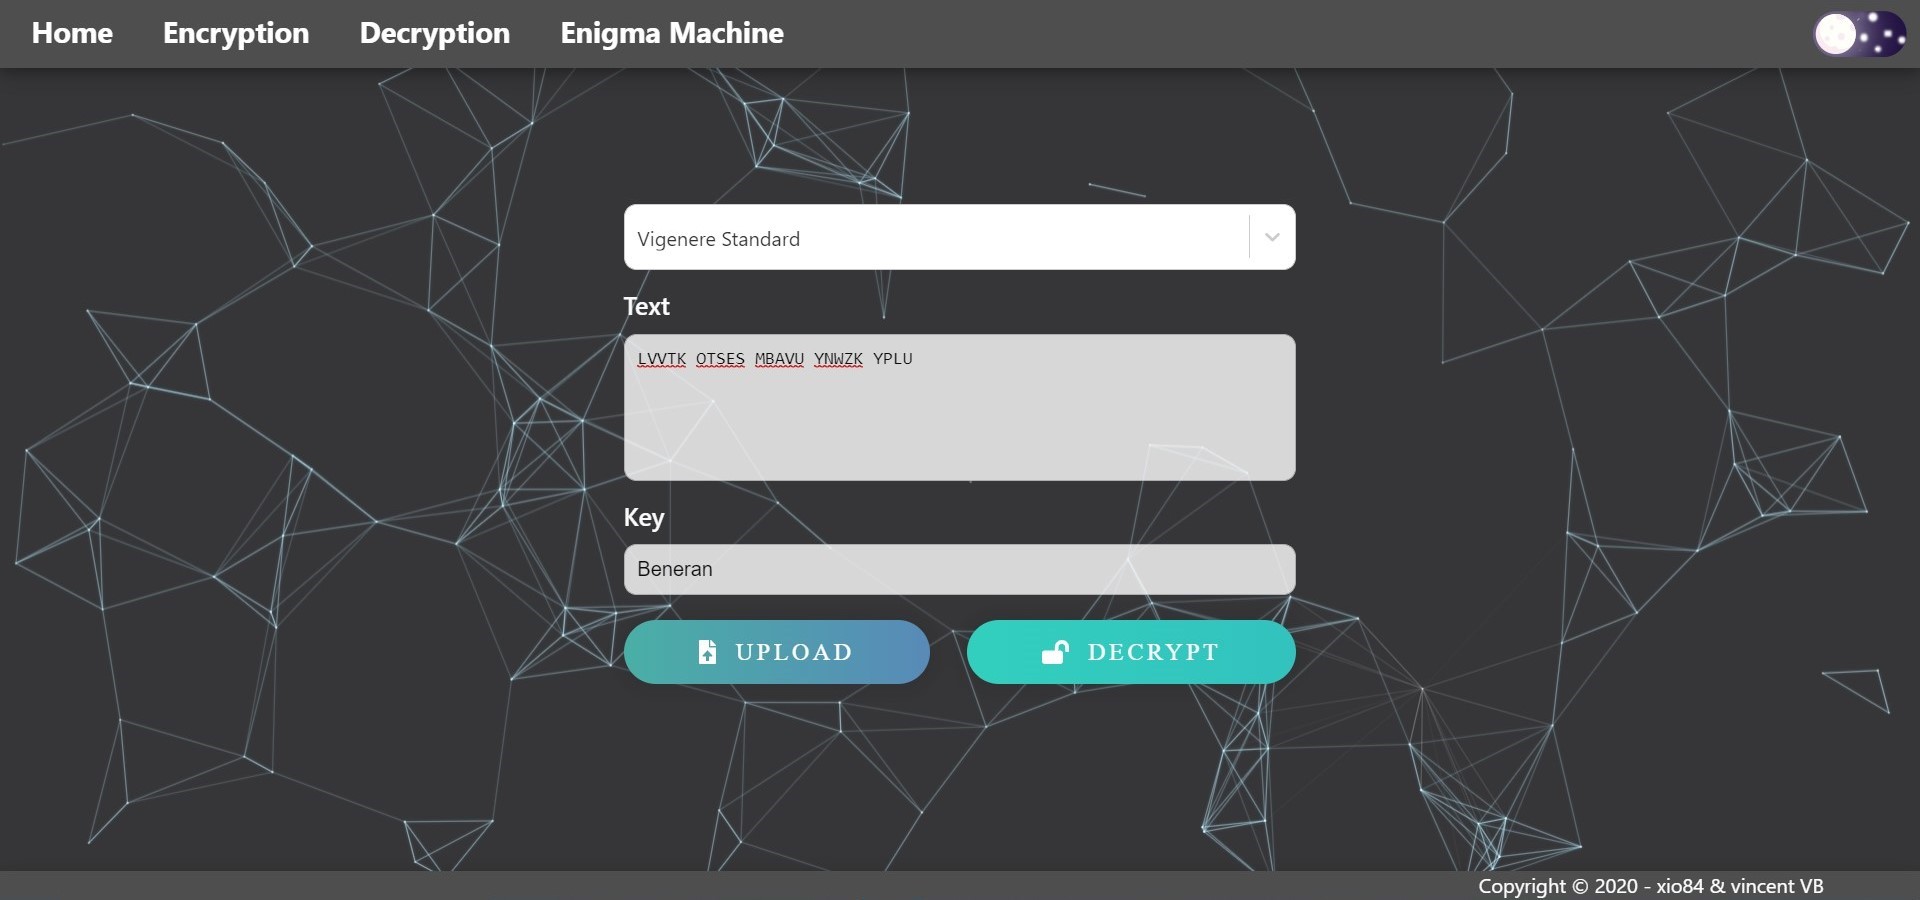 Home Encryption Decryption Enigma Machine
Vigenere Standard
Text
LVVTK OTSES MBAVU YNWZK YPLU
Key
Beneran
UPLOAD DECRYPT
Copyright © 2020 - xio84 & vincent VB